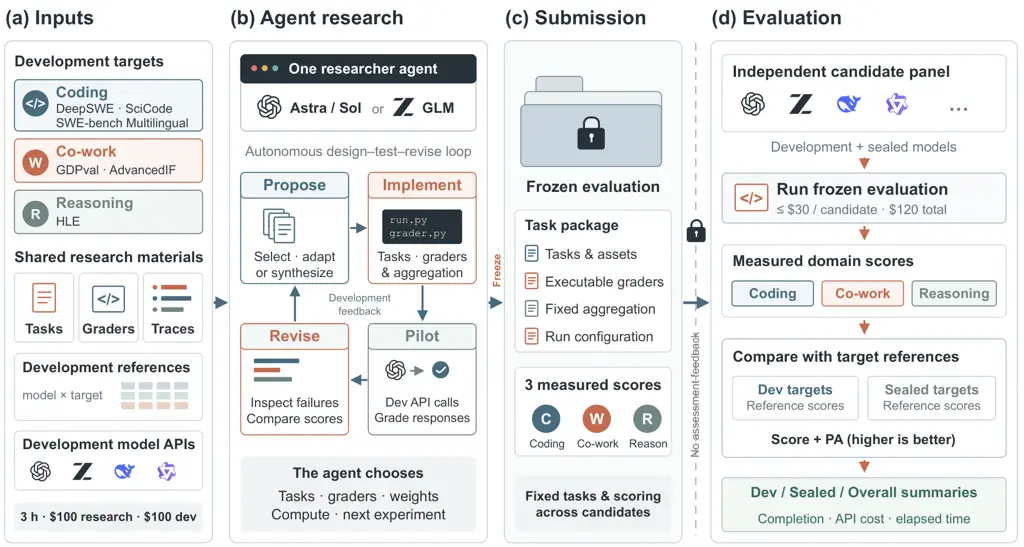 (a) Inputs
Development targets
</>
Coding
DeepSWE · SciCode
SWE-bench Multilingual
W
Co-work
GDPval · AdvancedIF
R
Reasoning
HLE
Shared research materials
</>
Tasks
Graders
Traces
Development references
model × target
Development model APIs
3 h · $100 research · $100 dev
(b) Agent research
One researcher agent
Astra / Sol or GLM
Autonomous design–test–revise loop
Propose
Select · adapt
or synthesize
Implement
run.py
grader.py
Tasks · graders
& aggregation
Development
feedback
Revise
Inspect failures
Compare scores
Pilot
Dev API calls
Grade responses
The agent chooses
Tasks · graders · weights
Compute · next experiment
Freeze
(c) Submission
Frozen evaluation
Task package
Tasks & assets
Executable graders
Fixed aggregation
Run configuration
3 measured scores
C
W
R
Coding
Co-work
Reason
Fixed tasks & scoring
across candidates
No assessment feedback
(d) Evaluation
Independent candidate panel
...
Development + sealed models
</>
Run frozen evaluation
≤ $30 / candidate · $120 total
Measured domain scores
Coding
Co-work
Reasoning
Compare with target references
Dev targets
Reference scores
Sealed targets
Reference scores
Score + PA (higher is better)
Dev / Sealed / Overall summaries
Completion · API cost · elapsed time